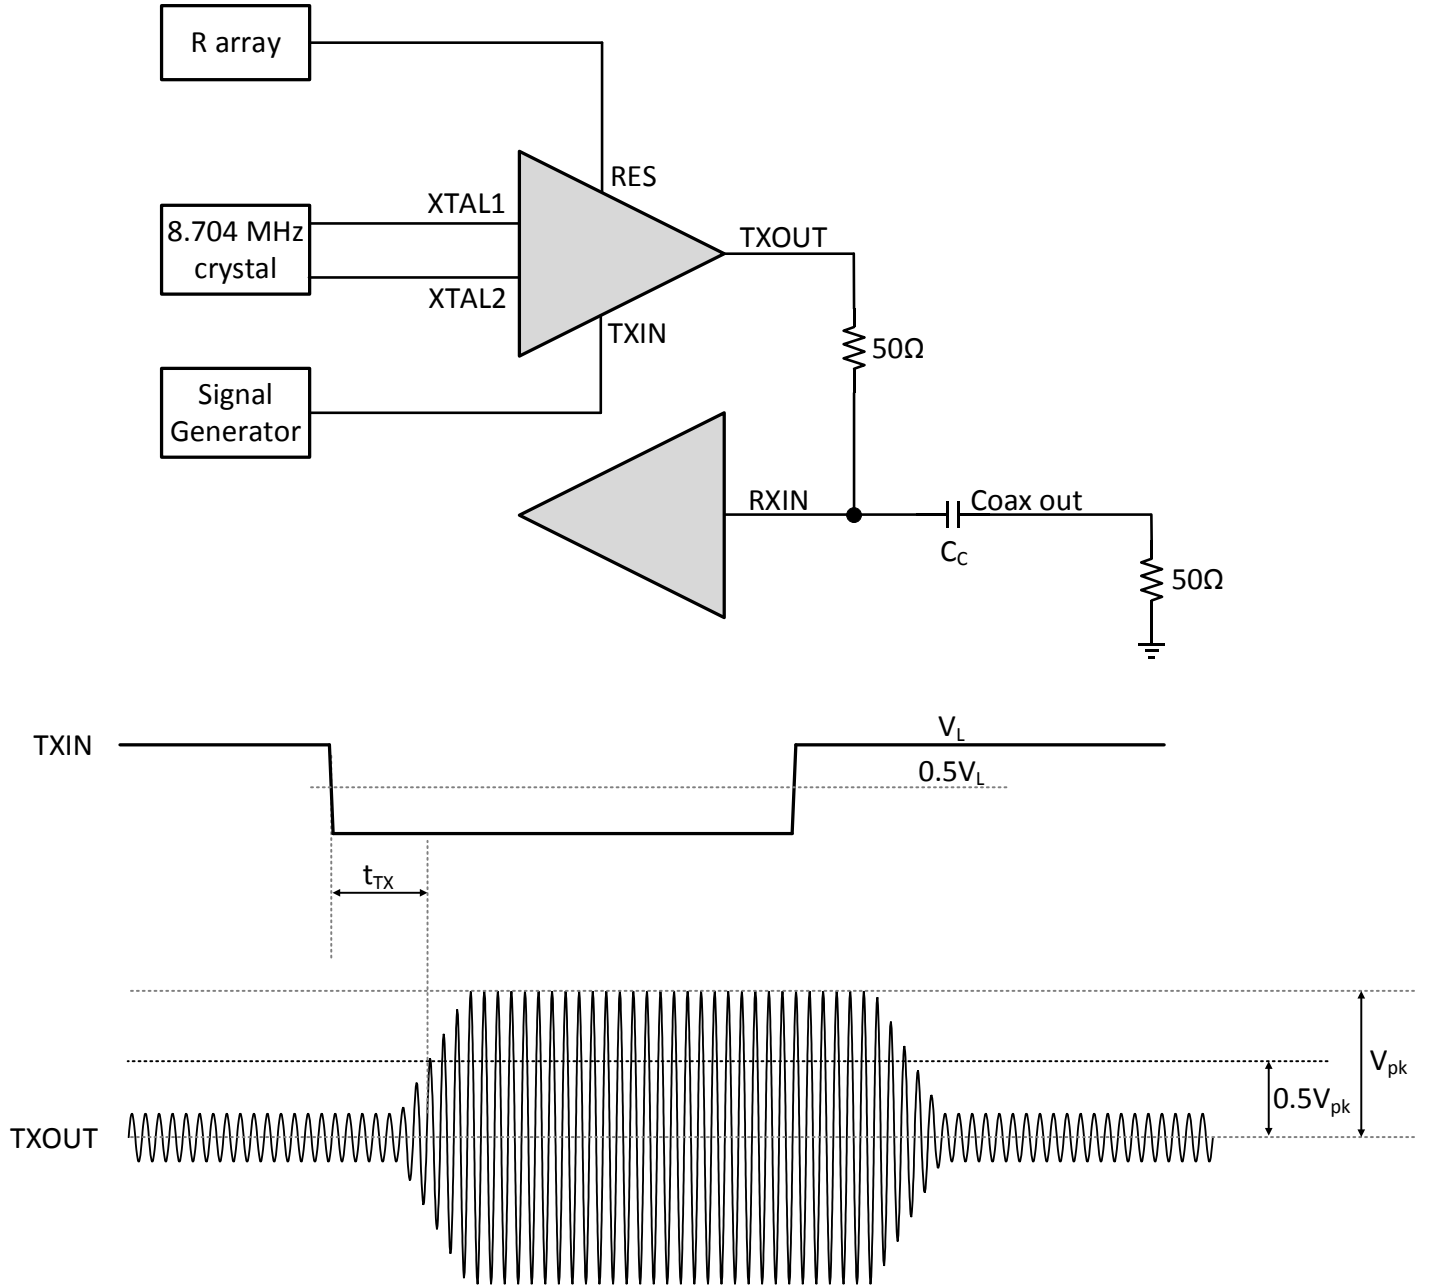 R array
RES
XTAL1
8.704 MHz
crystal
TXOUT
XTAL2
TXIN
50Ω
Signal
Generator
RXIN
Coax out
C_C
50Ω
TXIN
V_L
0.5V_L
t_TX
V_pk
0.5V_pk
TXOUT